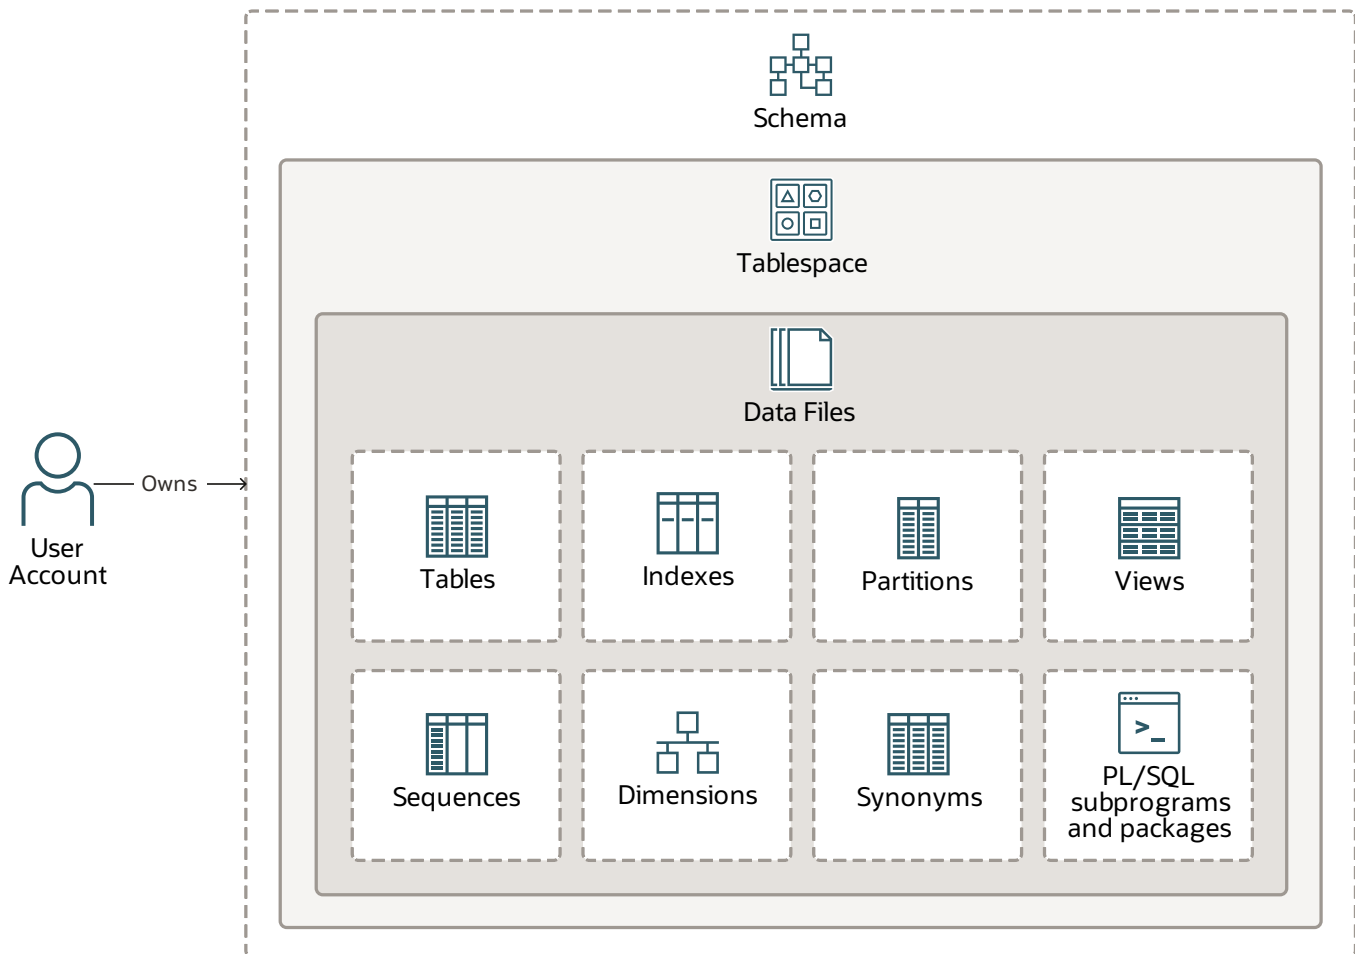 Schema
Tablespace
Data Files
Owns
User
Account
Tables
Indexes
Partitions
Views
Sequences
Dimensions
Synonyms
PL/SQL
subprograms
and packages